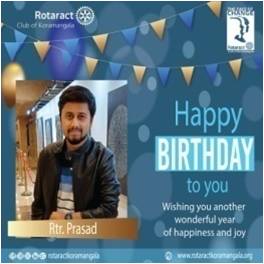 Rotaract
Club of Koramangala
CHANGE
Rotaract
Happy
BIRTHDAY
to you
Wishing you another
wonderful year
of happiness and joy
Rtr. Prasad
rotaractkoramangala
www.rotaractkoramangala.org